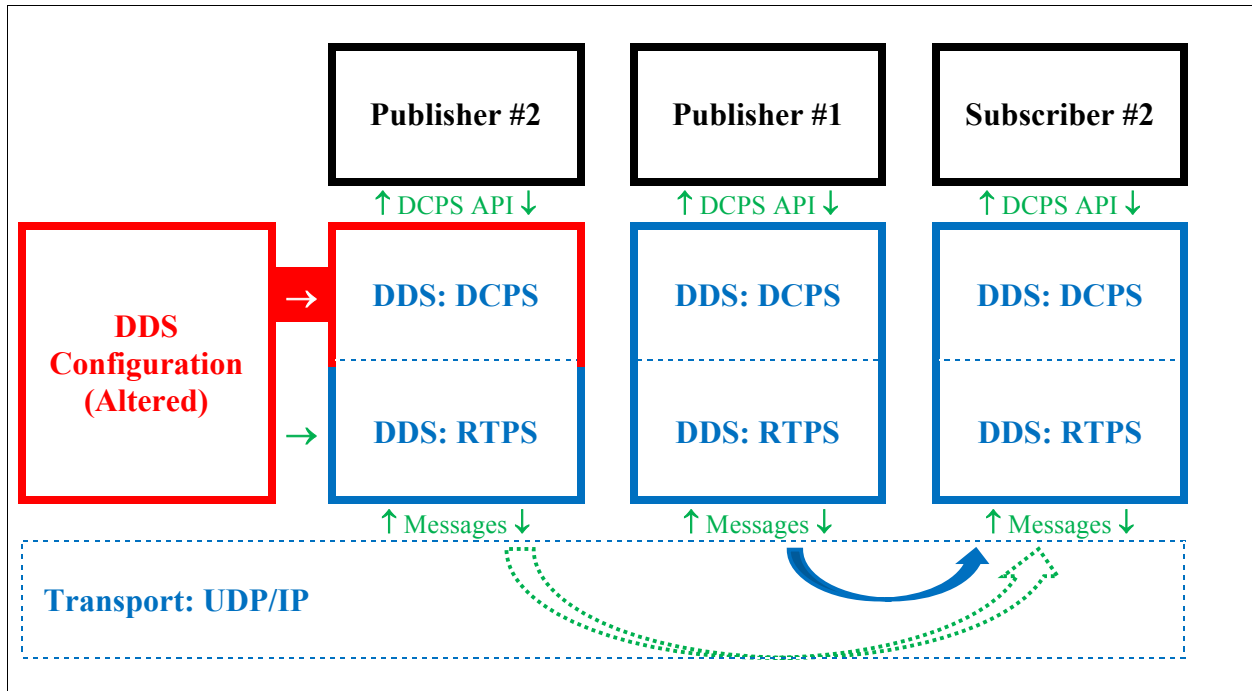 Publisher #2
Publisher #1
Subscriber #2
↑ DCPS API ↓
↑ DCPS API ↓
↑ DCPS API ↓
DDS
Configuration
(Altered)
→
DDS: DCPS
DDS: DCPS
DDS: DCPS
→
DDS: RTPS
DDS: RTPS
DDS: RTPS
↑ Messages ↓
↑ Messages ↓
↑ Messages ↓
Transport: UDP/IP